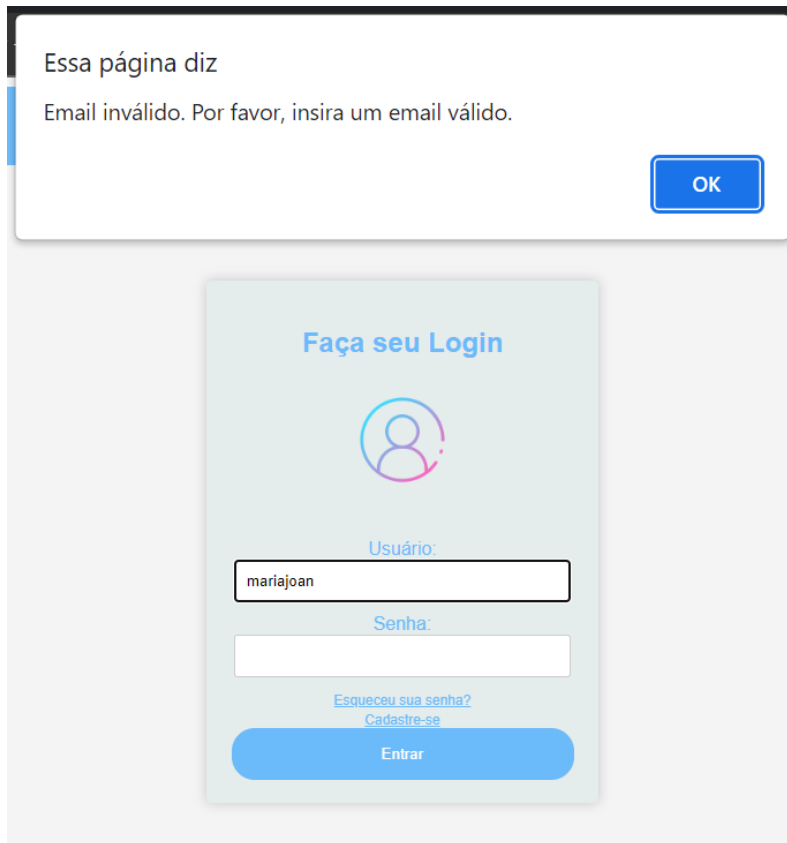 Essa página diz
Email inválido. Por favor, insira um email válido.
OK
Faça seu Login
Usuário:
mariajoan
Senha:
Esqueceu sua senha?
Cadastre-se
Entrar